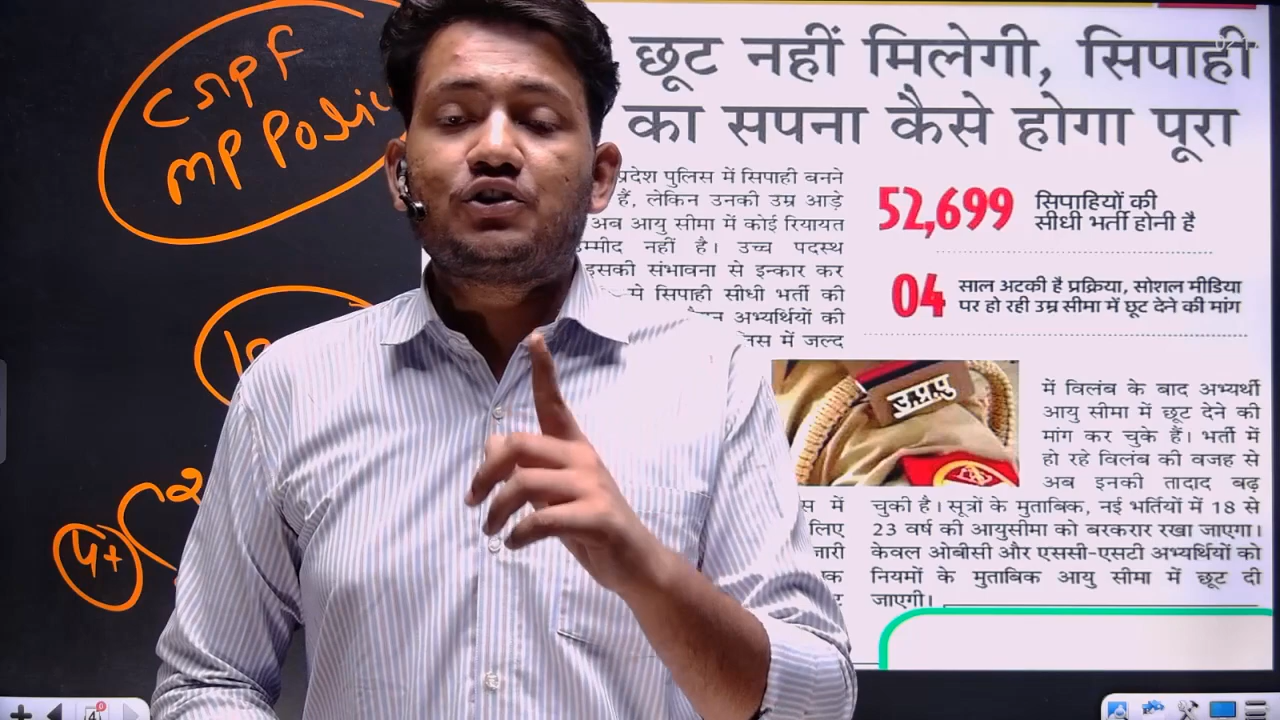 CRPF
MP
4+
छूट नहीं मिलेगी, सिपाही
का सपना कैसे होगा पूरा
प्रदेश पुलिस में सिपाही बनने
हैं, लेकिन उनकी उम्र आड़े
अब आयु सीमा में कोई रियायत
नहीं है। उच्च पदस्थ
इसकी संभावना से इन्कार कर
सिपाही सीधी भर्ती की
अभ्यर्थियों की
में जल्द
52,699 सिपाहियों की
सीधी भर्ती होनी है
04 साल अटकी है प्रक्रिया, सोशल मीडिया
पर हो रही उम्र सीमा में छूट देने की मांग
उ.प्र.पु
में विलंब के बाद अभ्यर्थी
आयु सीमा में छूट देने की
मांग कर चुके हैं। भर्ती में
हो रहे विलंब की वजह से
अब इनकी तादाद बढ़
में
लिए
चुकी है। सूत्रों के मुताबिक, नई भर्तियों में 18 से
23 वर्ष की आयुसीमा को बरकरार रखा जाएगा।
केवल ओबीसी और एससी-एसटी अभ्यर्थियों को
नियमों के मुताबिक आयु सीमा में छूट दी
जाएगी।
4